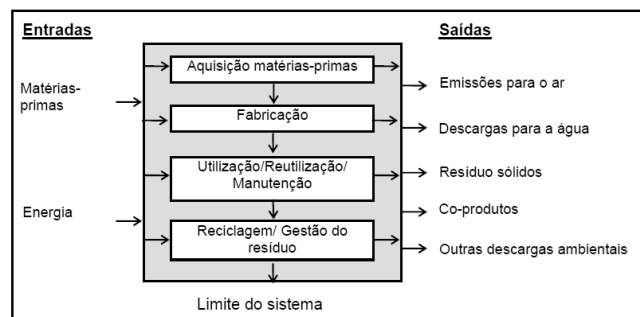 Entradas
Saídas
Aquisição matérias-primas
Matérias-
primas
Emissões para o ar
Fabricação
Descargas para a água
Utilização/Reutilização/
Manutenção
Resíduo sólidos
Energia
Co-produtos
Reciclagem/ Gestão do
resíduo
Outras descargas ambientais
Limite do sistema